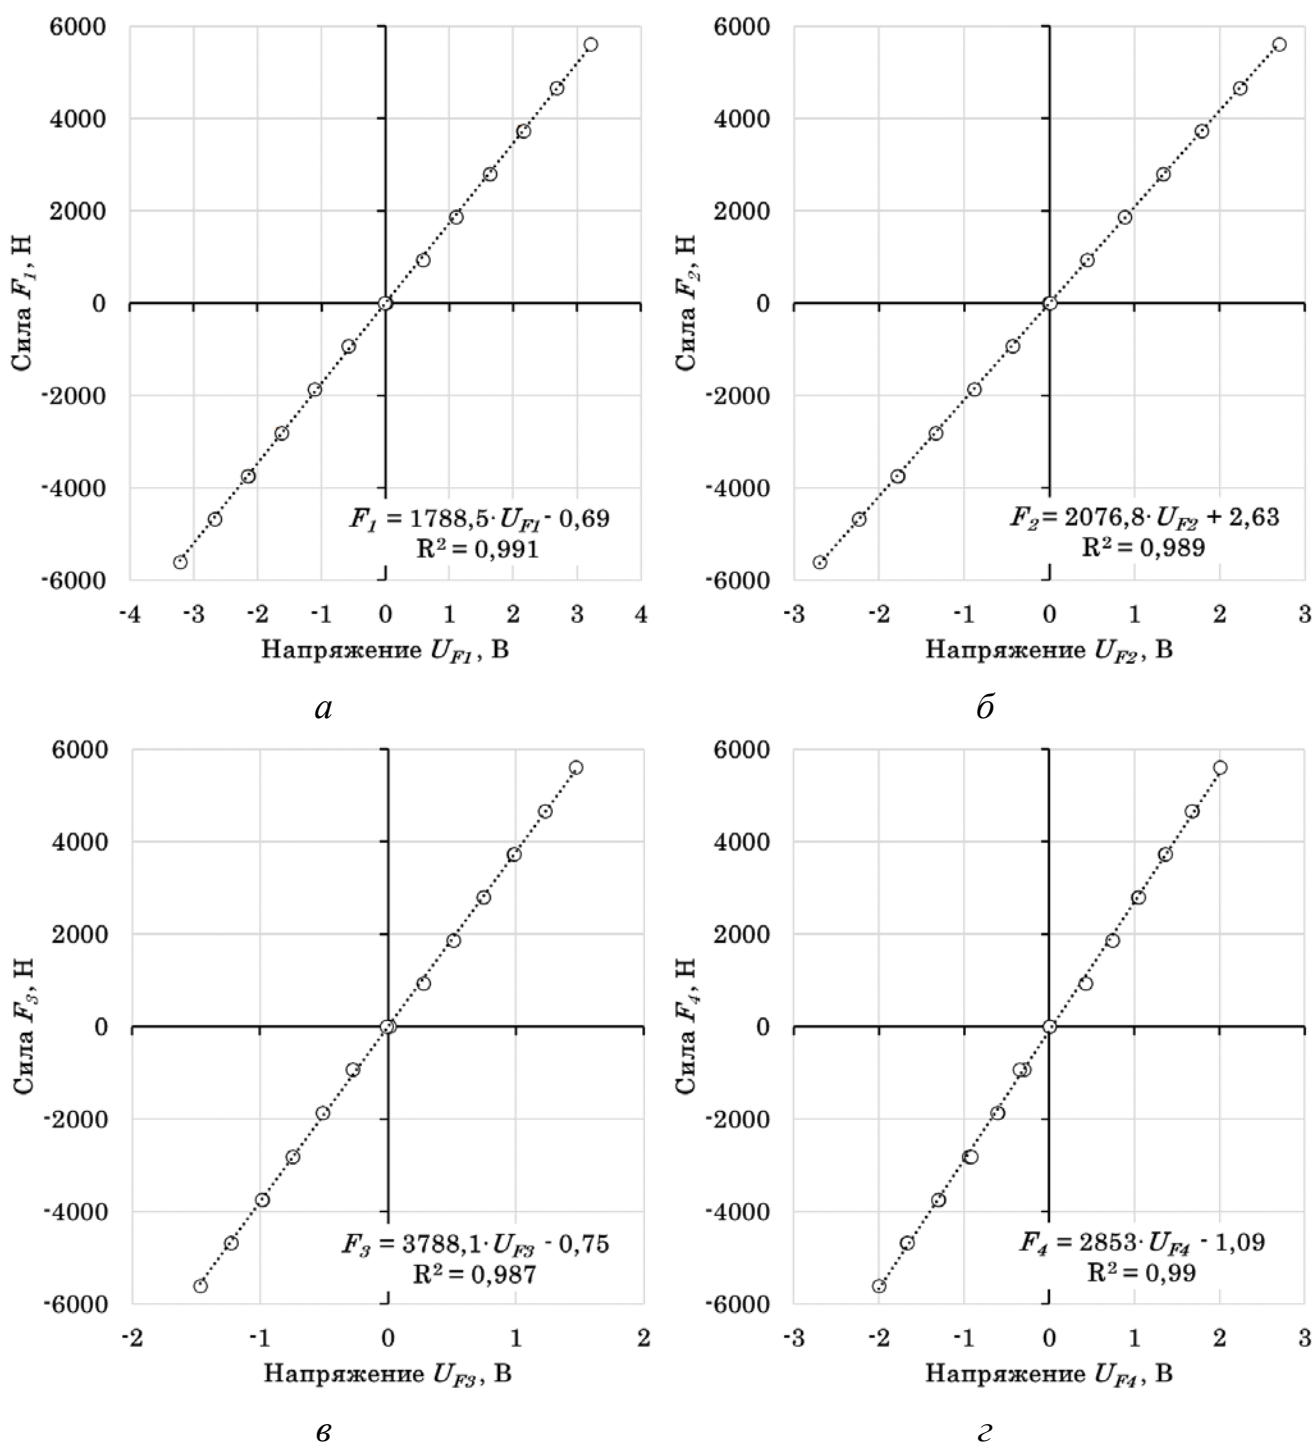 6000
4000
2000
0
-2000
-4000
-6000
Сила F1, Н
F1 = 1788,5· UF1 - 0,69
R² = 0,991
-4 -3 -2 -1 0 1 2 3 4
Напряжение UF1, В
а
6000
4000
2000
0
-2000
-4000
-6000
Сила F2, Н
F2 = 2076,8· UF2 + 2,63
R² = 0,989
-3 -2 -1 0 1 2 3
Напряжение UF2, В
б
6000
4000
2000
0
-2000
-4000
-6000
Сила F3, Н
F3 = 3788,1· UF3 - 0,75
R² = 0,987
-2 -1 0 1 2
Напряжение UF3, В
в
6000
4000
2000
0
-2000
-4000
-6000
Сила F4, Н
F4 = 2853· UF4 - 1,09
R² = 0,99
-3 -2 -1 0 1 2 3
Напряжение UF4, В
г